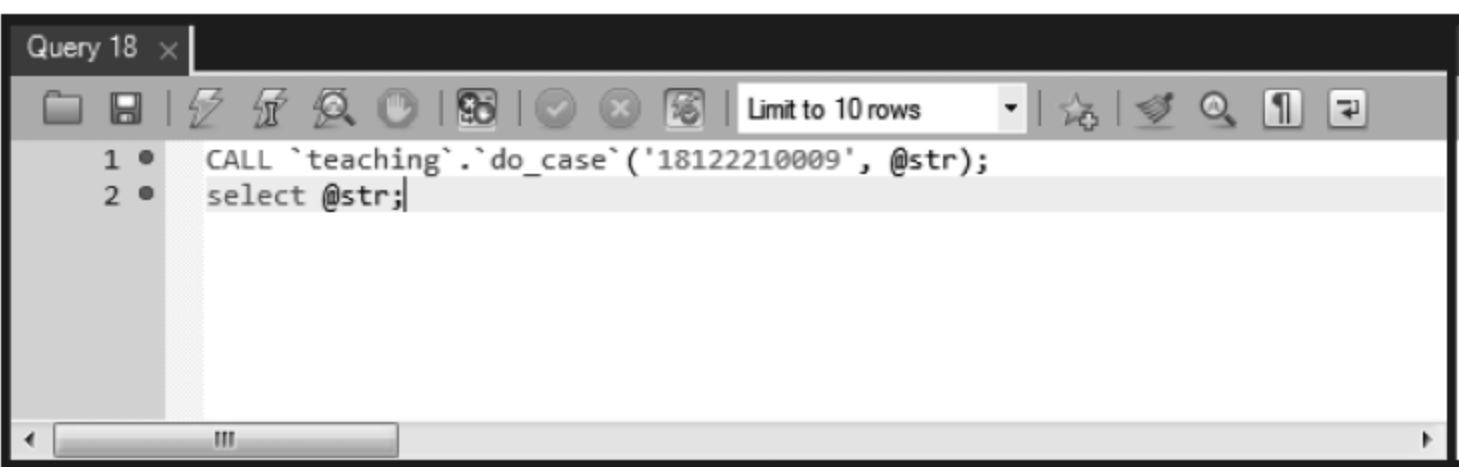 Query 18 ×
Limit to 10 rows
1 CALL `teaching`.`do_case`('18122210009', @str);
2 select @str;